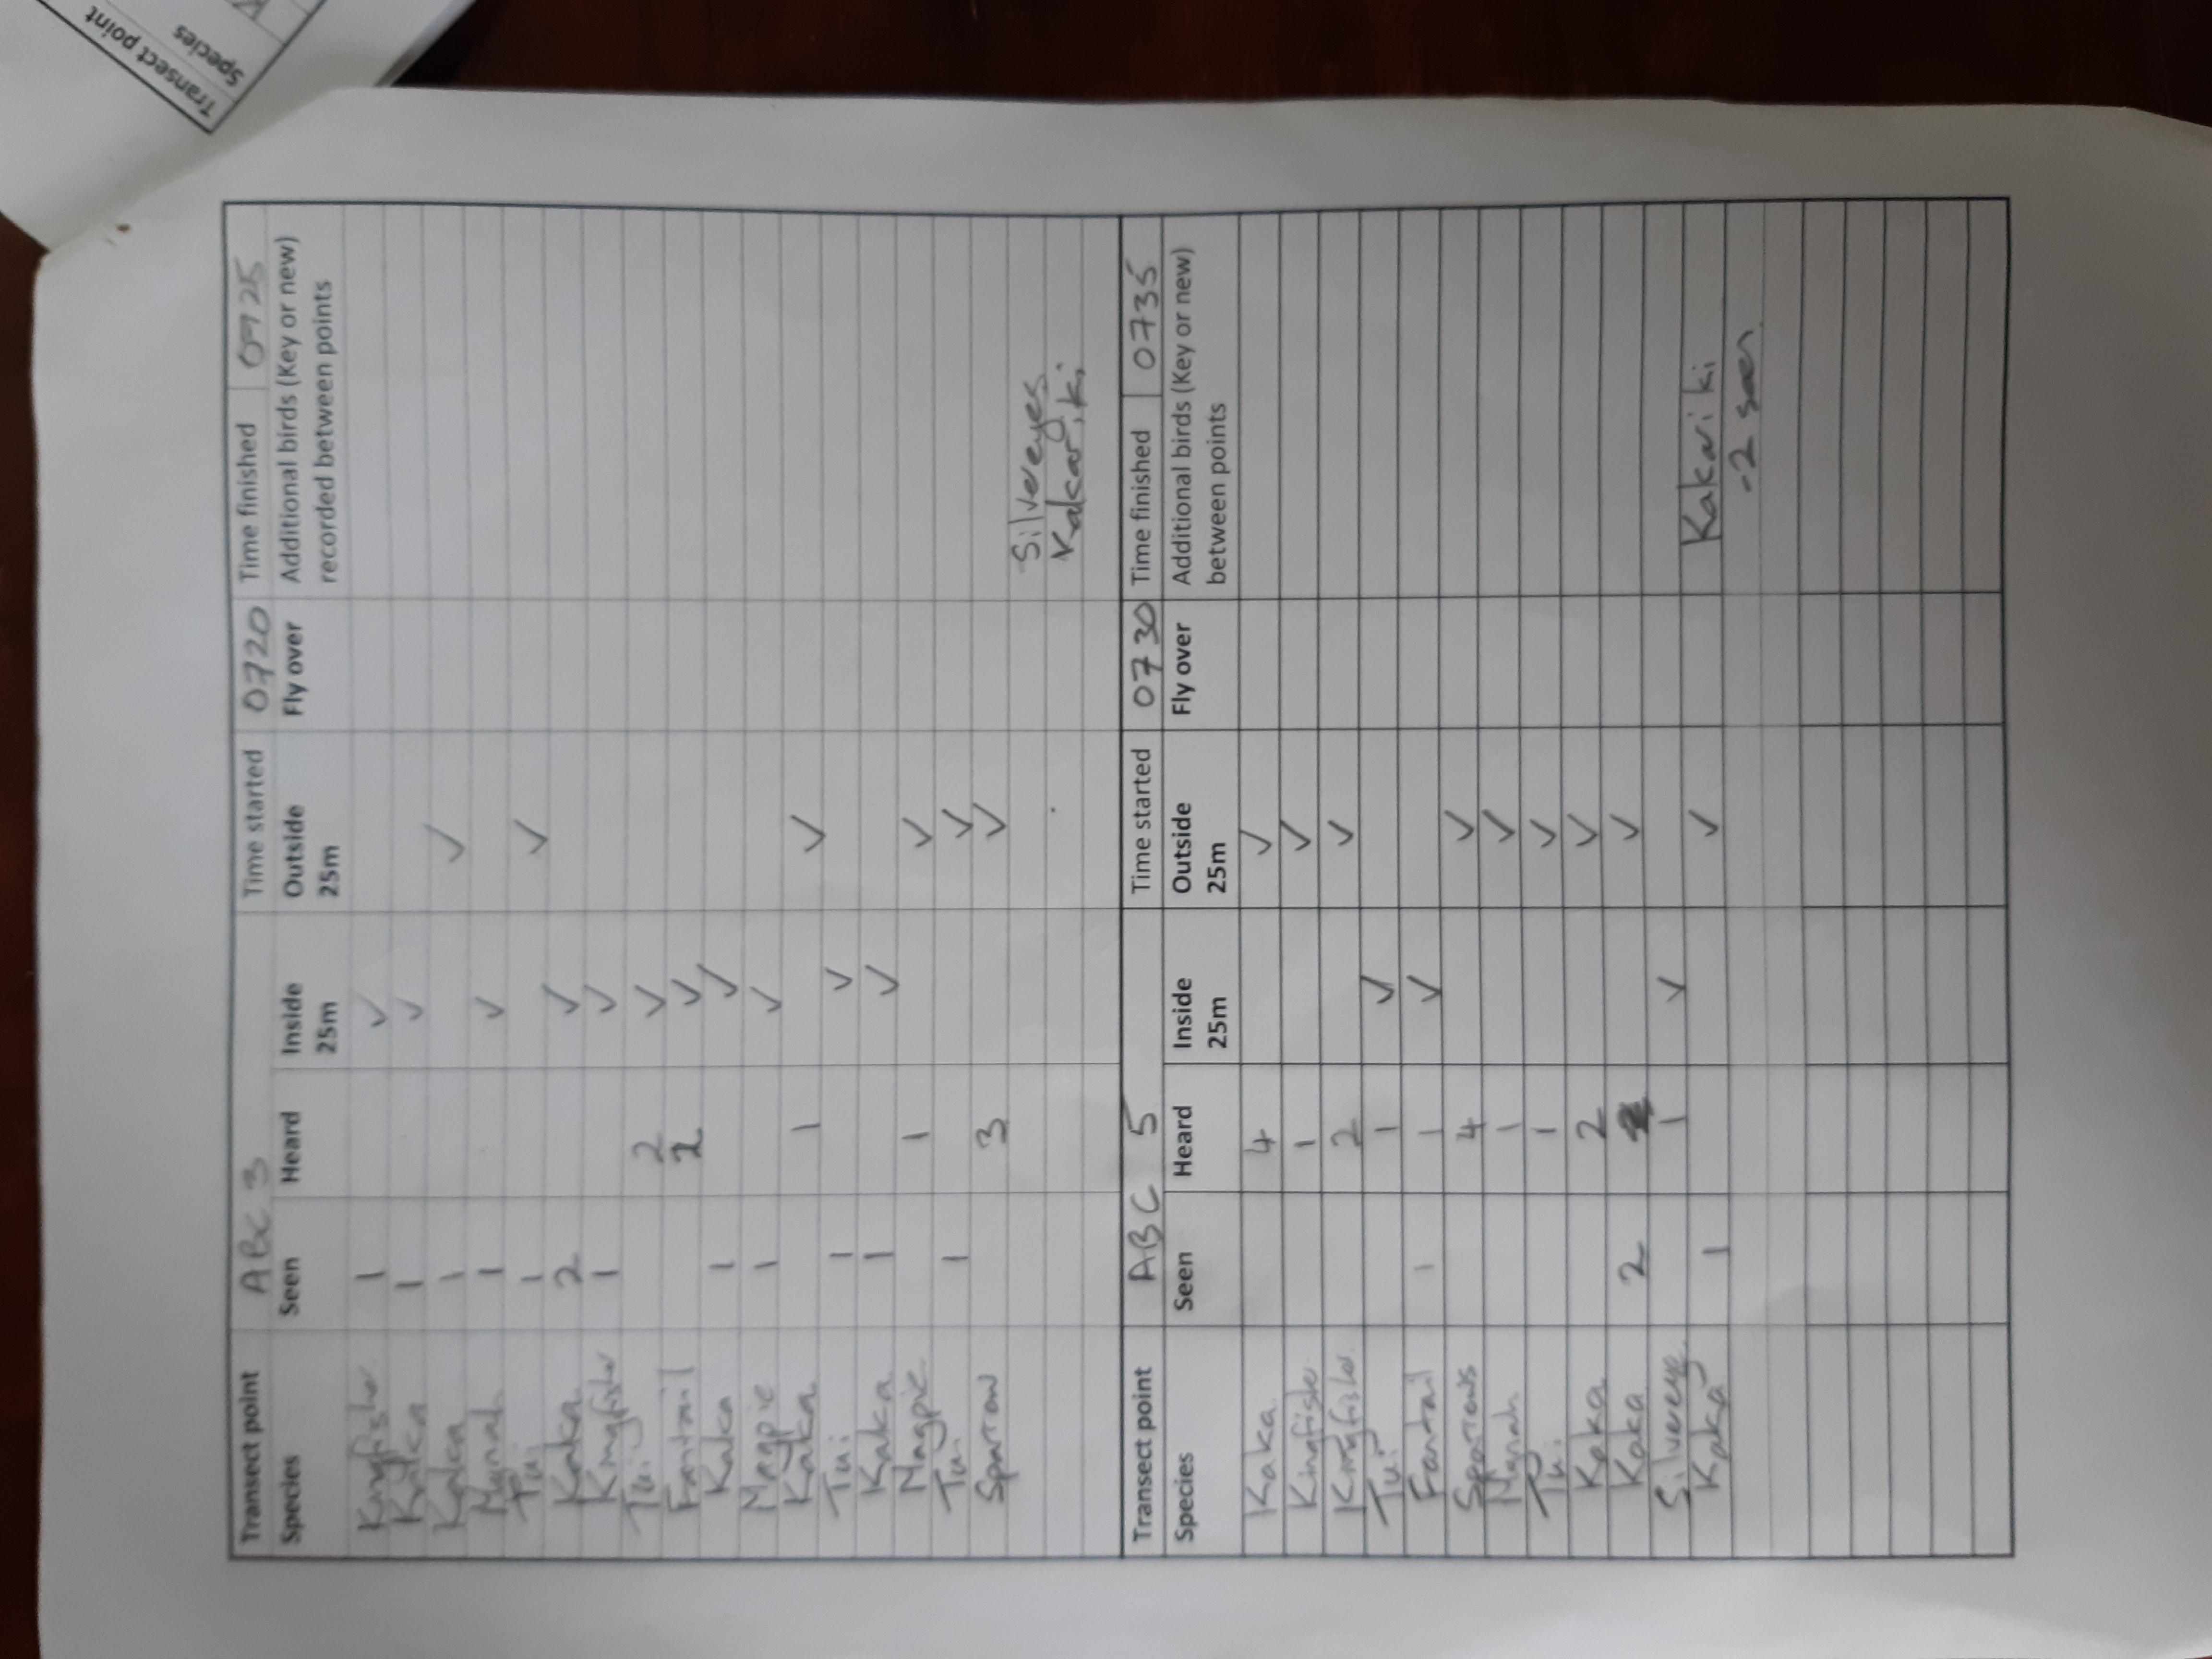 Transect point ABC 3 Time started 0720 Time finished 0725
Species Seen Heard Inside 25m Outside 25m Fly over Additional birds (Key or new) recorded between points
Kingfisher 1 ✓
Kaka 1 ✓
Kaka 1 ✓
Mynah 1 ✓
Tui 1 ✓
Kaka 2 ✓
Kingfisher 1 ✓
Tui 2 ✓
Fantail 2 ✓
Kaka 1 ✓
Magpie 1 ✓
Kaka 1 ✓
Tui 1 ✓
Kaka 1 ✓
Magpie 1 ✓
Tui 1 ✓
Sparrow 3 ✓
Silvereyes
Kakariki
Transect point ABC 5 Time started 0730 Time finished 0735
Species Seen Heard Inside 25m Outside 25m Fly over Additional birds (Key or new) between points
Kaka 4 ✓
Kingfisher 1 ✓
Kingfisher 2 ✓
Tui 1 ✓
Fantail 1 1 ✓
Sparrows 4 ✓
Mynah 1 ✓
Tui 1 ✓
Kaka 2 ✓
Kaka 2 ✓
Silvereye 1 ✓
Kaka 1 ✓ Kakariki
-2 seen
Transect point
Species